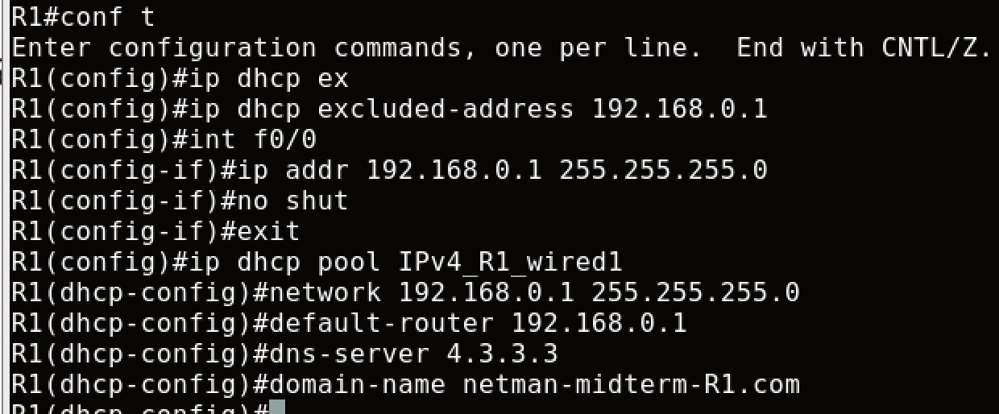 R1#conf t
Enter configuration commands, one per line.  End with CNTL/Z.
R1(config)#ip dhcp ex
R1(config)#ip dhcp excluded-address 192.168.0.1
R1(config)#int f0/0
R1(config-if)#ip addr 192.168.0.1 255.255.255.0
R1(config-if)#no shut
R1(config-if)#exit
R1(config)#ip dhcp pool IPv4_R1_wired1
R1(dhcp-config)#network 192.168.0.1 255.255.255.0
R1(dhcp-config)#default-router 192.168.0.1
R1(dhcp-config)#dns-server 4.3.3.3
R1(dhcp-config)#domain-name netman-midterm-R1.com
R1(dhcp-config)#